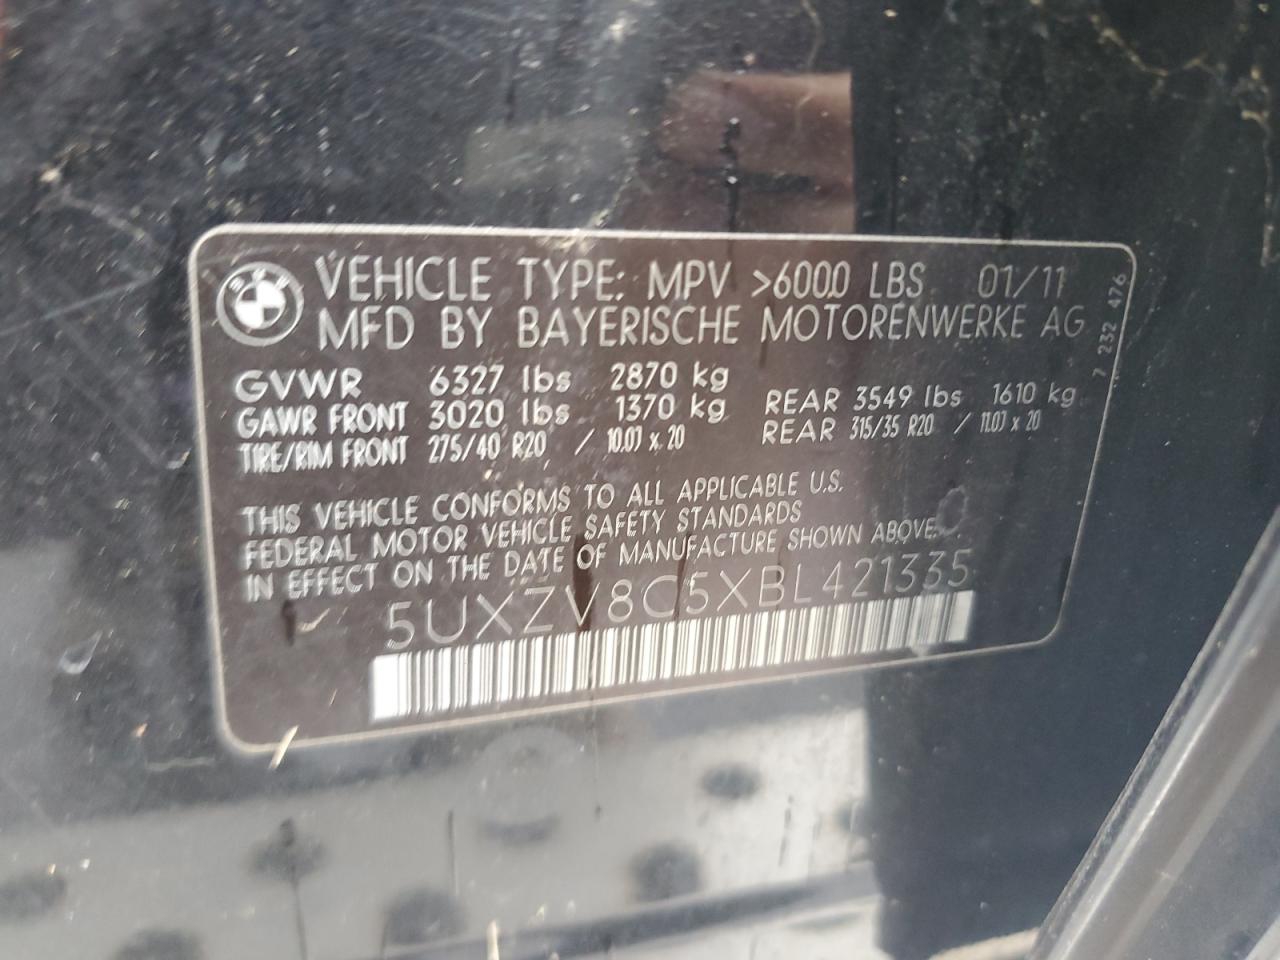 VEHICLE TYPE: MPV >6000 LBS 01/11
MFD BY BAYERISCHE MOTORENWERKE AG
GVWR 6327 lbs 2870 kg
GAWR FRONT 3020 lbs 1370 kg REAR 3549 lbs 1610 kg
TIRE/RIM FRONT 275/40 R20 / 10.0J x 20 REAR 315/35 R20 / 11.0J x 20
THIS VEHICLE CONFORMS TO ALL APPLICABLE U.S.
FEDERAL MOTOR VEHICLE SAFETY STANDARDS
IN EFFECT ON THE DATE OF MANUFACTURE SHOWN ABOVE.
5UXZV8C5XBL421335
7 232 476